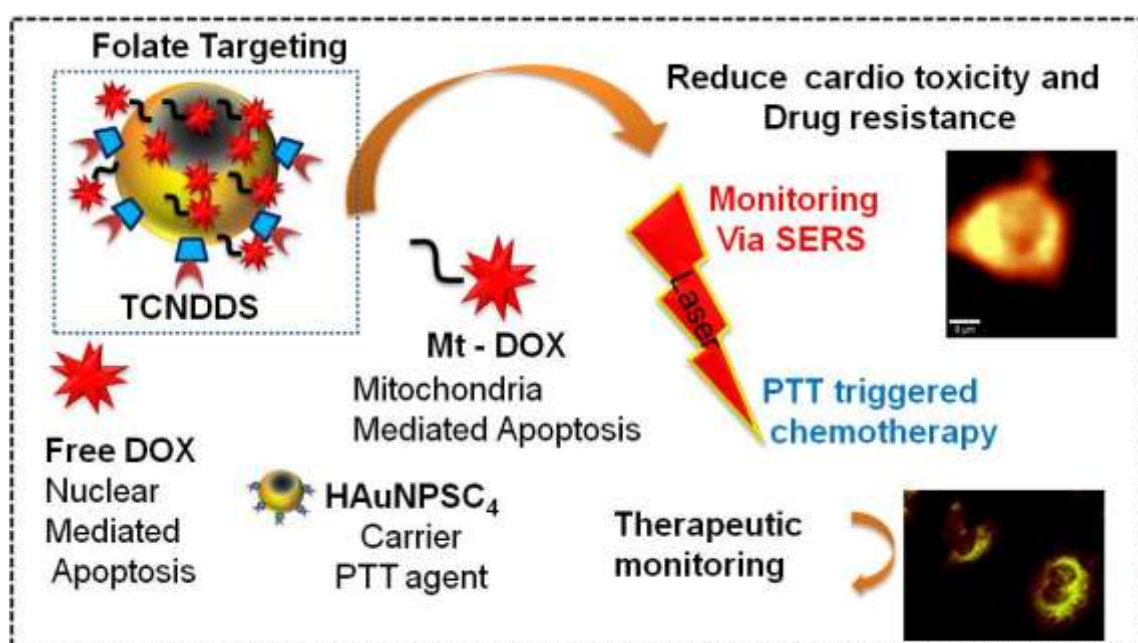 Folate Targeting
TCNDDS
Free DOX
Nuclear
Mediated
Apoptosis
Mt - DOX
Mitochondria
Mediated Apoptosis
HAuNPSC₄
Carrier
PTT agent
Reduce cardio toxicity and
Drug resistance
Monitoring
Via SERS
Laser
PTT triggered
chemotherapy
Therapeutic
monitoring